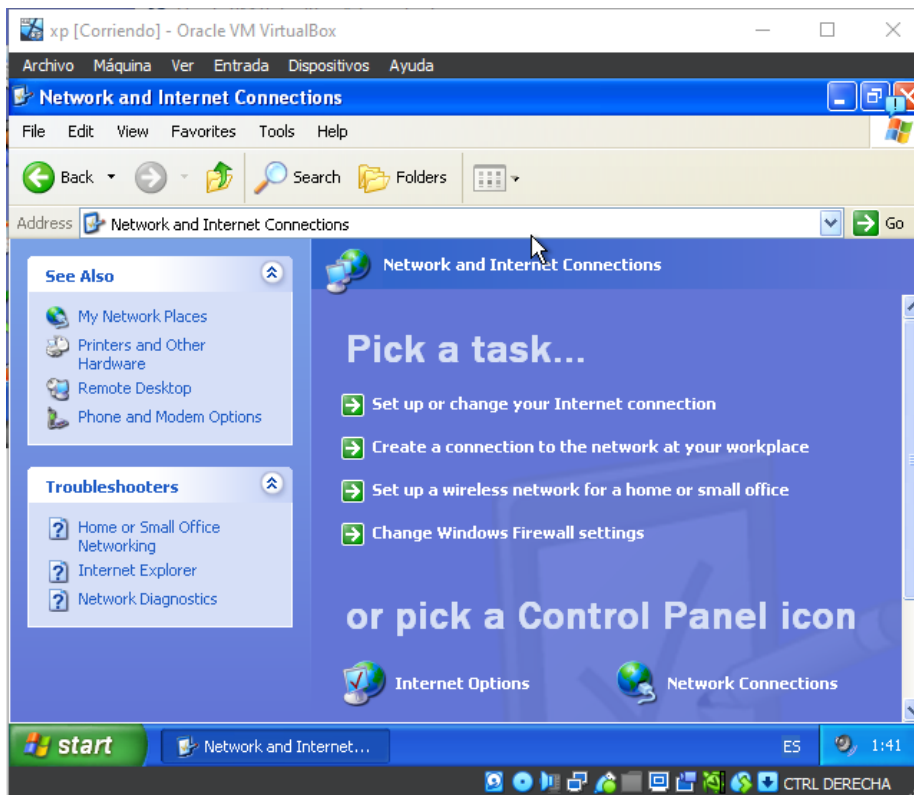 xp [Corriendo] - Oracle VM VirtualBox
Archivo Máquina Ver Entrada Dispositivos Ayuda
Network and Internet Connections
File Edit View Favorites Tools Help
Back Search Folders
Address Network and Internet Connections Go
See Also
My Network Places
Printers and Other
Hardware
Remote Desktop
Phone and Modem Options
Troubleshooters
Home or Small Office
Networking
Internet Explorer
Network Diagnostics
Network and Internet Connections
Pick a task...
Set up or change your Internet connection
Create a connection to the network at your workplace
Set up a wireless network for a home or small office
Change Windows Firewall settings
or pick a Control Panel icon
Internet Options Network Connections
start Network and Internet... ES 1:41
CTRL DERECHA